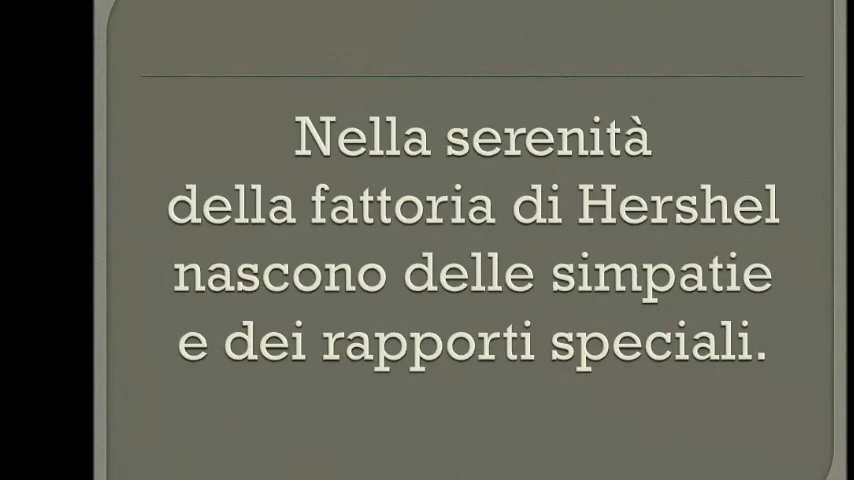 Nella serenità
della fattoria di Hershel
nascono delle simpatie
e dei rapporti speciali.